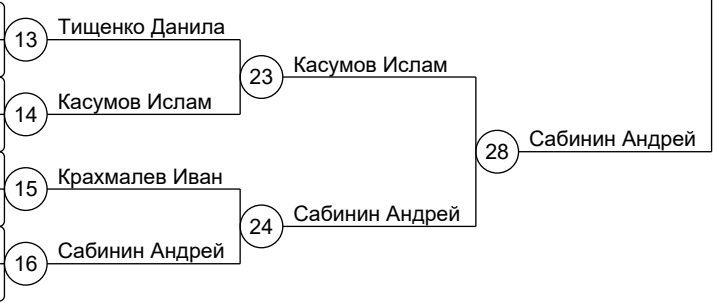 13 Тищенко Данила
23 Касумов Ислам
14 Касумов Ислам
28 Сабинин Андрей
15 Крахмалев Иван
24 Сабинин Андрей
16 Сабинин Андрей